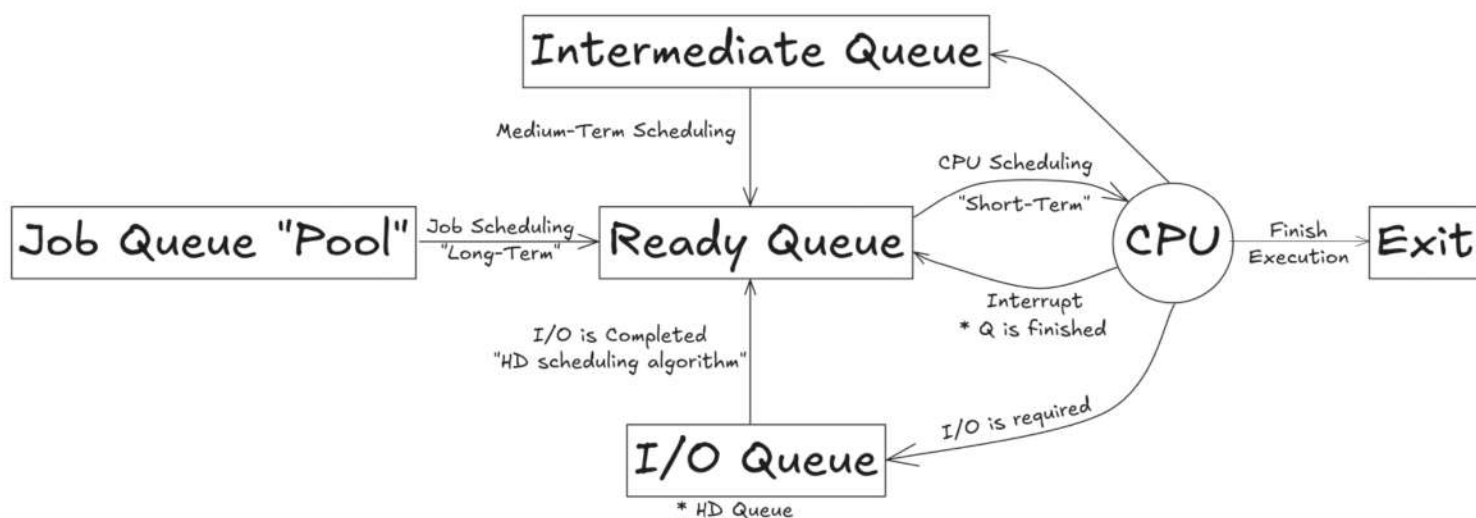 Intermediate Queue
Medium-Term Scheduling
CPU Scheduling
"Short-Term"
Job Queue "Pool"
Job Scheduling
"Long-Term"
Ready Queue
CPU
Finish
Execution
Exit
Interrupt
* Q is finished
I/O is Completed
"HD scheduling algorithm"
I/O is required
I/O Queue
* HD Queue